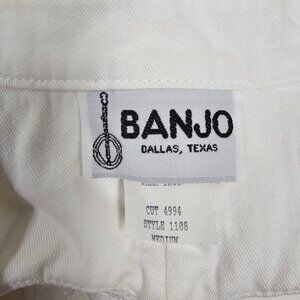 BANJO
DALLAS, TEXAS
CUT 4994
STYLE 1108
MEDIUM